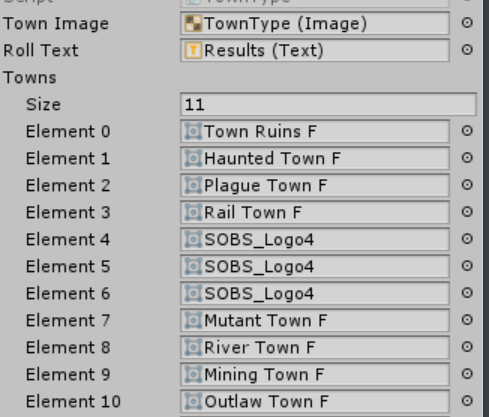 Script TownType
Town Image TownType (Image)
Roll Text Results (Text)
Towns
Size 11
Element 0 Town Ruins F
Element 1 Haunted Town F
Element 2 Plague Town F
Element 3 Rail Town F
Element 4 SOBS_Logo4
Element 5 SOBS_Logo4
Element 6 SOBS_Logo4
Element 7 Mutant Town F
Element 8 River Town F
Element 9 Mining Town F
Element 10 Outlaw Town F